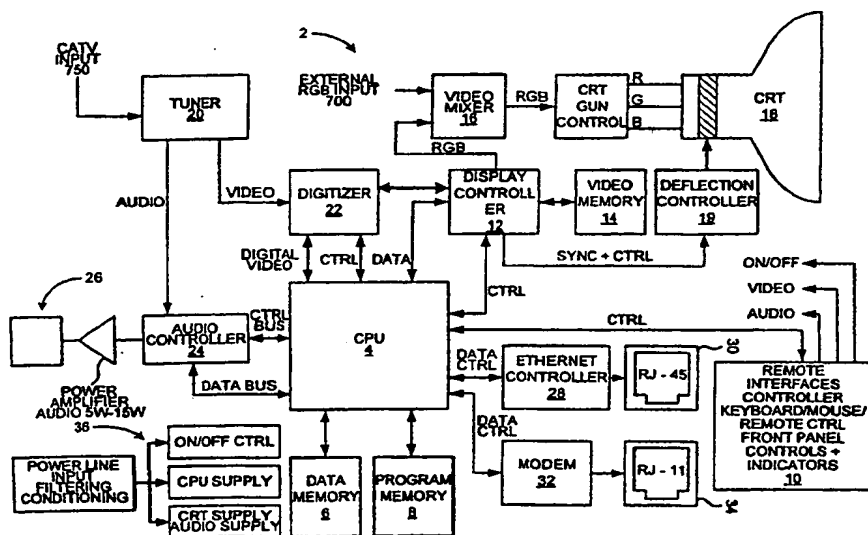 2
CATV
INPUT
750
TUNER
20
EXTERNAL
RGB INPUT
700
VIDEO
MIXER
16
RGB
CRT
GUN
CONTROL
R
G
B
CRT
18
RGB
AUDIO
VIDEO
DIGITIZER
22
DISPLAY
CONTROLL
ER
12
VIDEO
MEMORY
14
DEFLECTION
CONTROLLER
19
DIGITAL
VIDEO
CTRL
DATA
SYNC + CTRL
CTRL
ON/OFF
VIDEO
AUDIO
26
AUDIO
CONTROLLER
24
CTRL
BUS
DATA BUS
CPU
4
CTRL
POWER
AMPLIFIER
AUDIO 5W-15W
DATA
CTRL
ETHERNET
CONTROLLER
28
30
RJ - 45
REMOTE
INTERFACES
CONTROLLER
KEYBOARD/MOUSE/
REMOTE CTRL
FRONT PANEL
CONTROLS +
INDICATORS
10
36
ON/OFF CTRL
POWER LINE
INPUT
FILTERING
CONDITIONING
CPU SUPPLY
CRT SUPPLY
AUDIO SUPPLY
DATA
MEMORY
6
PROGRAM
MEMORY
8
DATA
CTRL
MODEM
32
RJ - 11
34